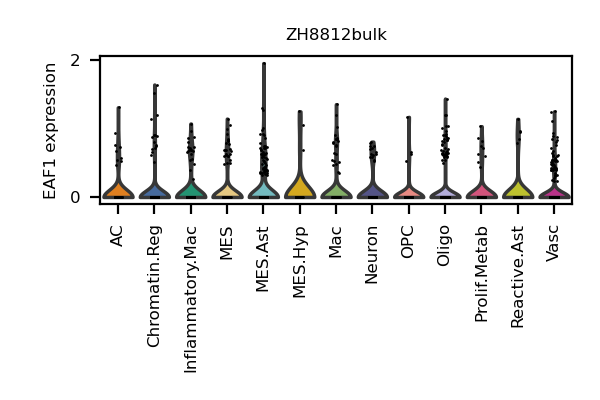 ZH8812bulk
EAF1 expression
2
0
AC
Chromatin.Reg
Inflammatory.Mac
MES
MES.Ast
MES.Hyp
Mac
Neuron
OPC
Oligo
Prolif.Metab
Reactive.Ast
Vasc